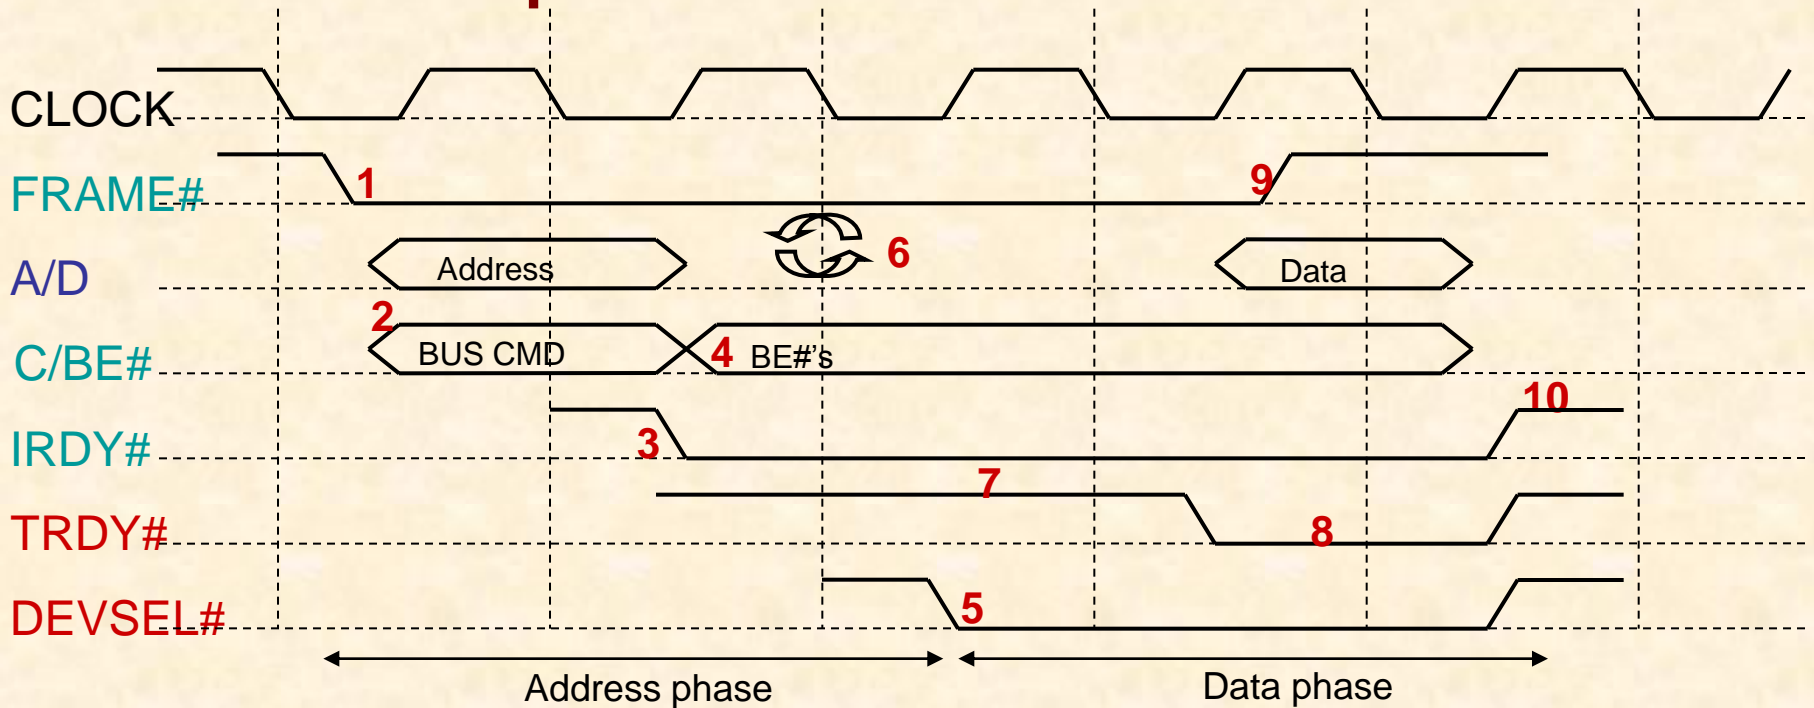 CLOCK
FRAME# 1 9
A/D Address 6 Data
C/BE# 2 BUS CMD 4 BE#'s
IRDY# 3 10
TRDY# 7 8
DEVSEL# 5
Address phase Data phase